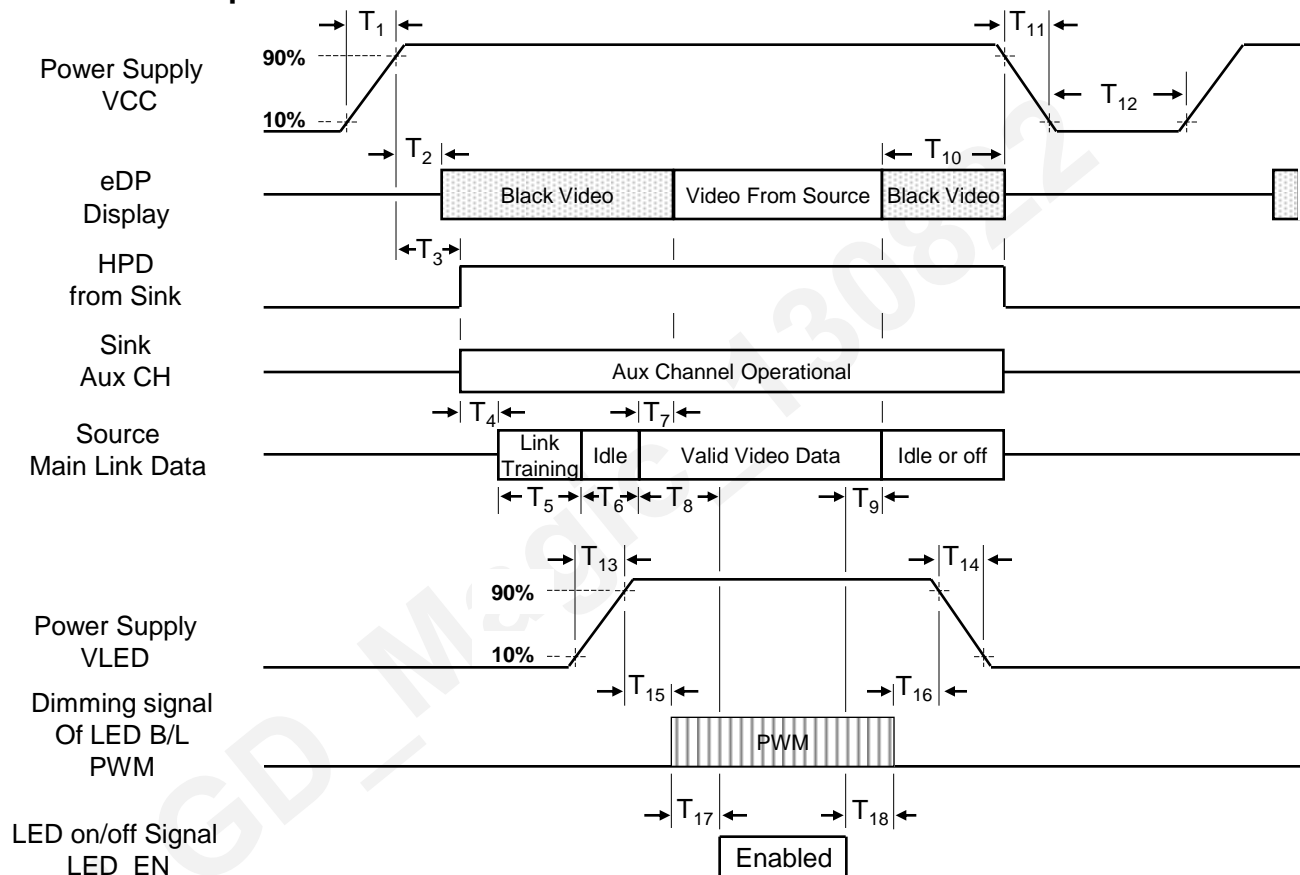 T1
T11
90%
Power Supply
VCC
T12
10%
T2
T10
eDP
Display
Black Video
Video From Source
Black Video
T3
HPD
from Sink
Sink
Aux CH
Aux Channel Operational
T4
T7
Source
Main Link Data
Link
Training
Idle
Valid Video Data
Idle or off
T5
T6
T8
T9
T13
T14
90%
Power Supply
VLED
10%
T15
T16
Dimming signal
Of LED B/L
PWM
PWM
T17
T18
LED on/off Signal
LED_EN
Enabled
GD_Magic_130822